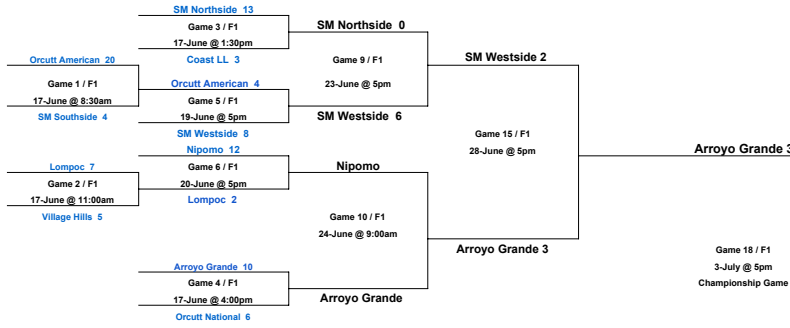 SM Northside 13
Game 3 / F1
17-June @ 1:30pm
Coast LL 3
Orcutt American 20
Game 1 / F1
17-June @ 8:30am
SM Southside 4
Orcutt American 4
Game 5 / F1
19-June @ 5pm
SM Westside 8
Nipomo 12
Game 6 / F1
20-June @ 5pm
Lompoc 2
Lompoc 7
Game 2 / F1
17-June @ 11:00am
Village Hills 5
Arroyo Grande 10
Game 4 / F1
17-June @ 4:00pm
Orcutt National 6
SM Northside 0
Game 9 / F1
23-June @ 5pm
SM Westside 6
Nipomo
Game 10 / F1
24-June @ 9:00am
Arroyo Grande
SM Westside 2
Game 15 / F1
28-June @ 5pm
Arroyo Grande 3
Arroyo Grande 3
Game 18 / F1
3-July @ 5pm
Championship Game